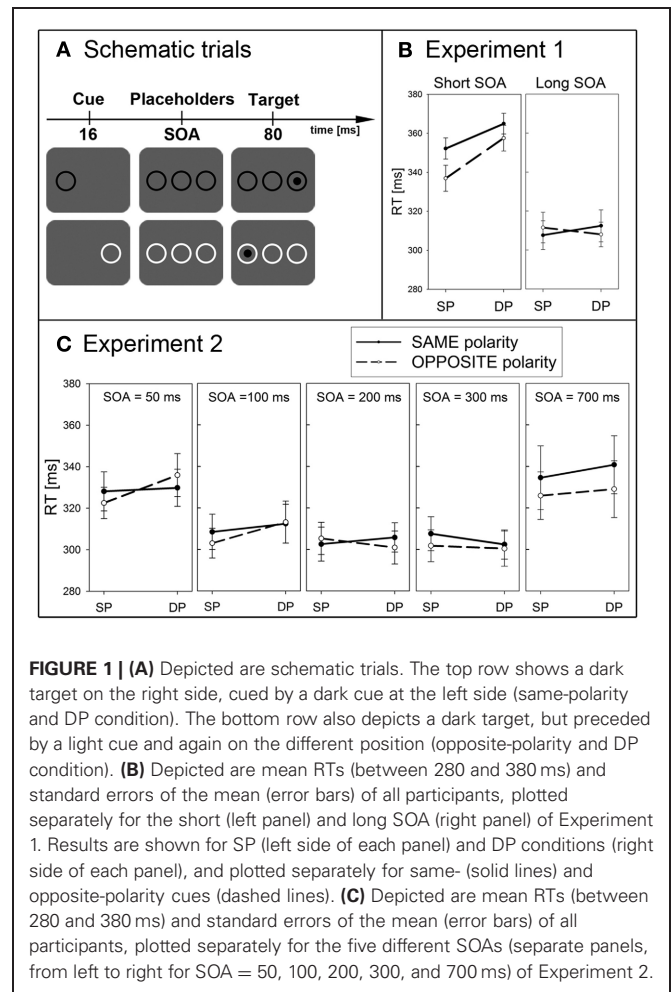 A Schematic trials
Cue Placeholders Target
16 SOA 80 time [ms]
B Experiment 1
Short SOA Long SOA
380
360
340
320
300
280
RT [ms]
SP DP SP DP
C Experiment 2
SAME polarity
OPPOSITE polarity
380
360
340
320
300
280
RT [ms]
SOA = 50 ms SOA =100 ms SOA = 200 ms SOA = 300 ms SOA = 700 ms
SP DP SP DP SP DP SP DP SP DP
FIGURE 1 | (A) Depicted are schematic trials. The top row shows a dark
target on the right side, cued by a dark cue at the left side (same-polarity
and DP condition). The bottom row also depicts a dark target, but preceded
by a light cue and again on the different position (opposite-polarity and DP
condition). (B) Depicted are mean RTs (between 280 and 380 ms) and
standard errors of the mean (error bars) of all participants, plotted
separately for the short (left panel) and long SOA (right panel) of Experiment
1. Results are shown for SP (left side of each panel) and DP conditions (right
side of each panel), and plotted separately for same- (solid lines) and
opposite-polarity cues (dashed lines). (C) Depicted are mean RTs (between
280 and 380 ms) and standard errors of the mean (error bars) of all
participants, plotted separately for the five different SOAs (separate panels,
from left to right for SOA = 50, 100, 200, 300, and 700 ms) of Experiment 2.